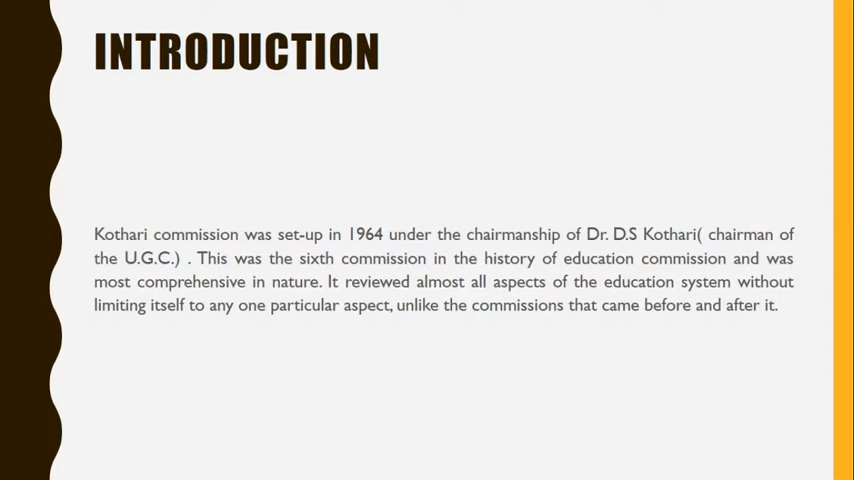 INTRODUCTION
Kothari commission was set-up in 1964 under the chairmanship of Dr. D.S Kothari( chairman of
the U.G.C.) . This was the sixth commission in the history of education commission and was
most comprehensive in nature. It reviewed almost all aspects of the education system without
limiting itself to any one particular aspect, unlike the commissions that came before and after it.